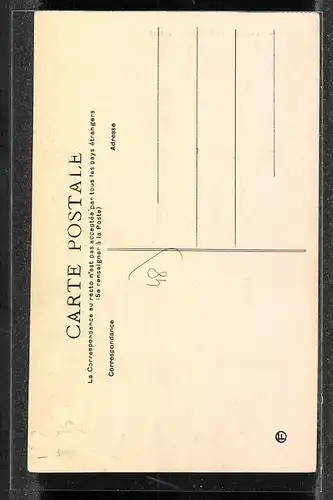 CARTE POSTALE
La Correspondance au recto n'est pas acceptée par tous les pays étrangers
(Se renseigner à la Poste)
Correspondance
Adresse
48